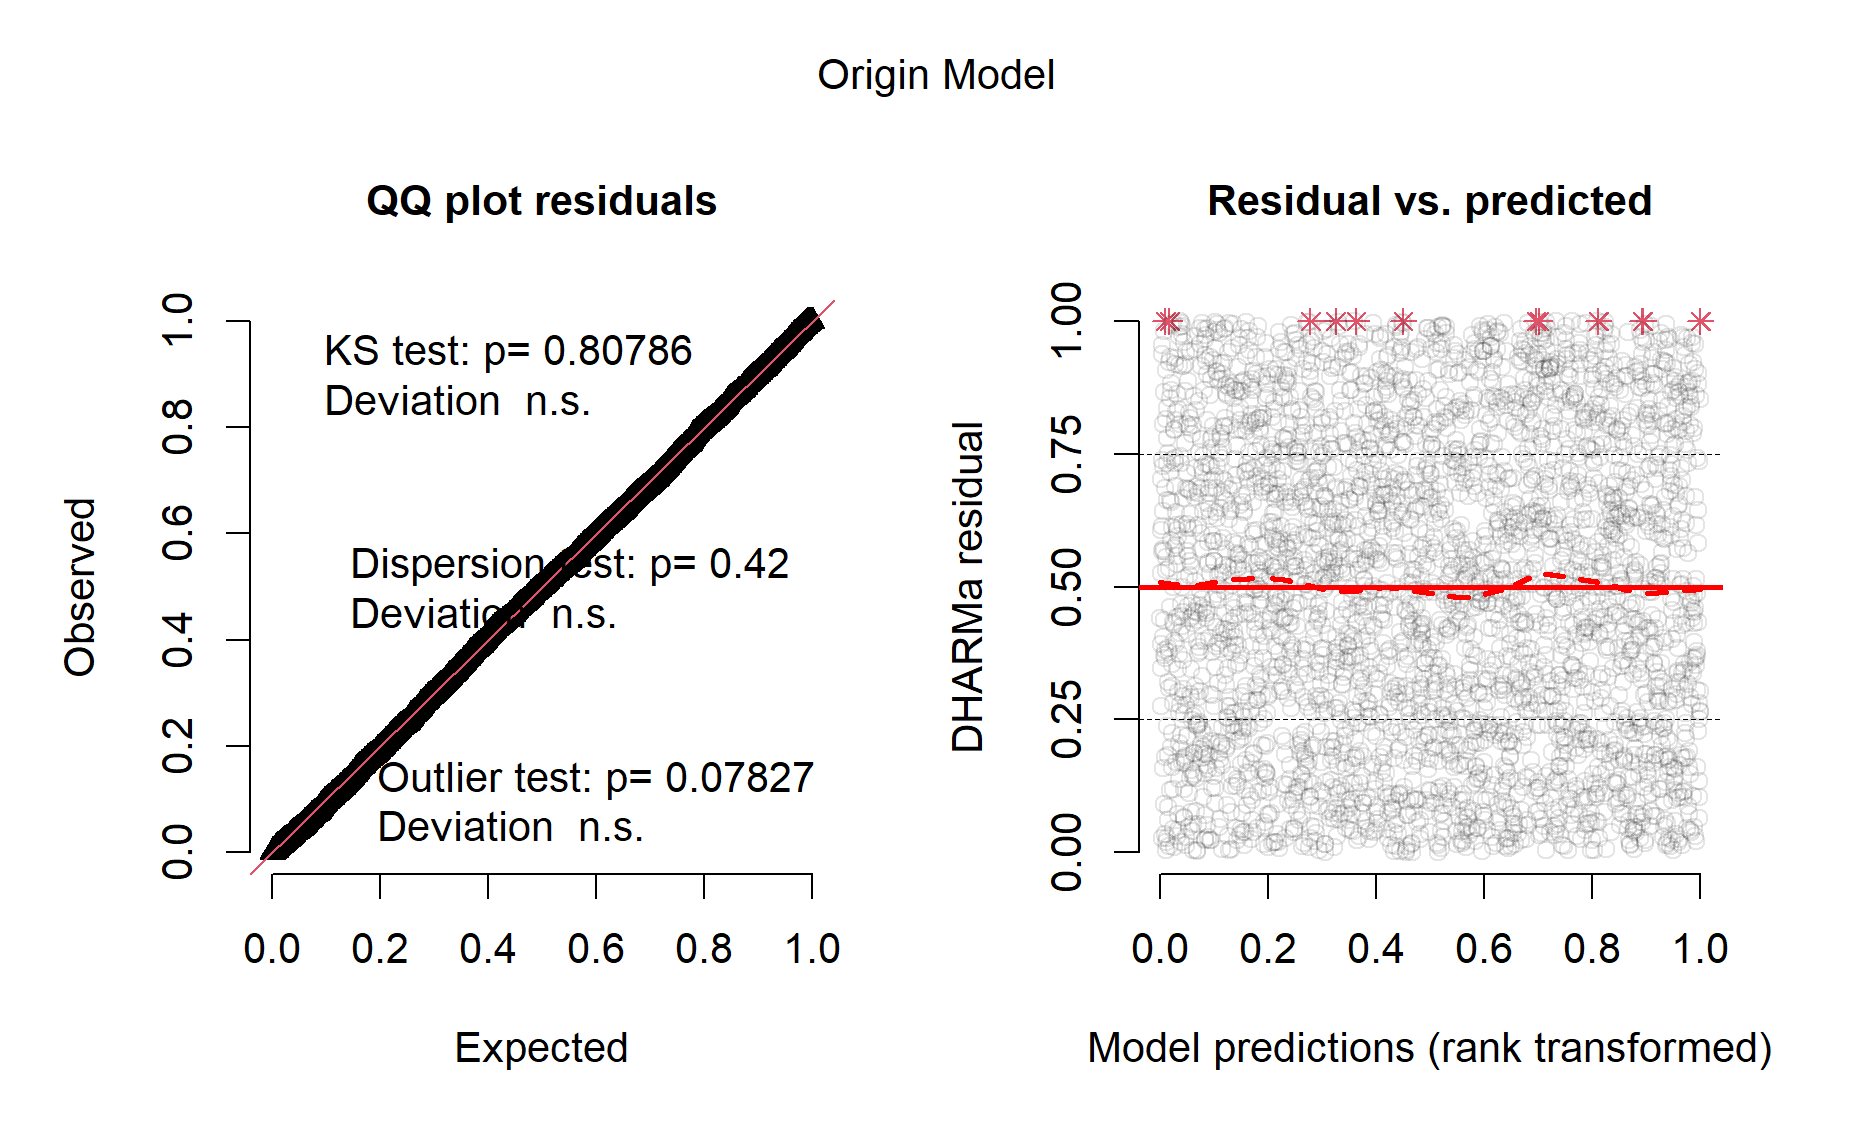 Origin Model
QQ plot residuals
KS test: p= 0.80786
Deviation  n.s.
Dispersion test: p= 0.42
Deviation  n.s.
Outlier test: p= 0.07827
Deviation  n.s.
Observed
0.0 0.2 0.4 0.6 0.8 1.0
0.0 0.2 0.4 0.6 0.8 1.0
Expected
Residual vs. predicted
DHARMa residual
0.00 0.25 0.50 0.75 1.00
0.0 0.2 0.4 0.6 0.8 1.0
Model predictions (rank transformed)